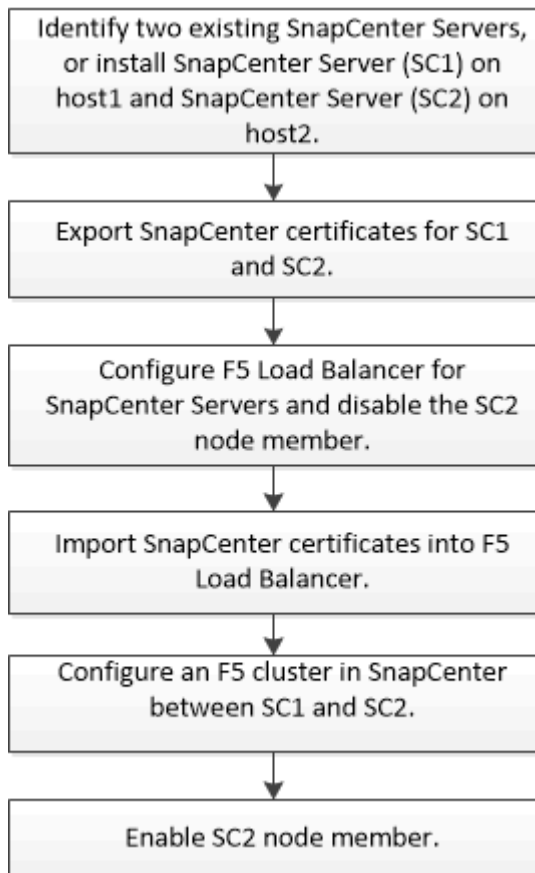 Identify two existing SnapCenter Servers,
or install SnapCenter Server (SC1) on
host1 and SnapCenter Server (SC2) on
host2.
Export SnapCenter certificates for SC1
and SC2.
Configure F5 Load Balancer for
SnapCenter Servers and disable the SC2
node member.
Import SnapCenter certificates into F5
Load Balancer.
Configure an F5 cluster in SnapCenter
between SC1 and SC2.
Enable SC2 node member.